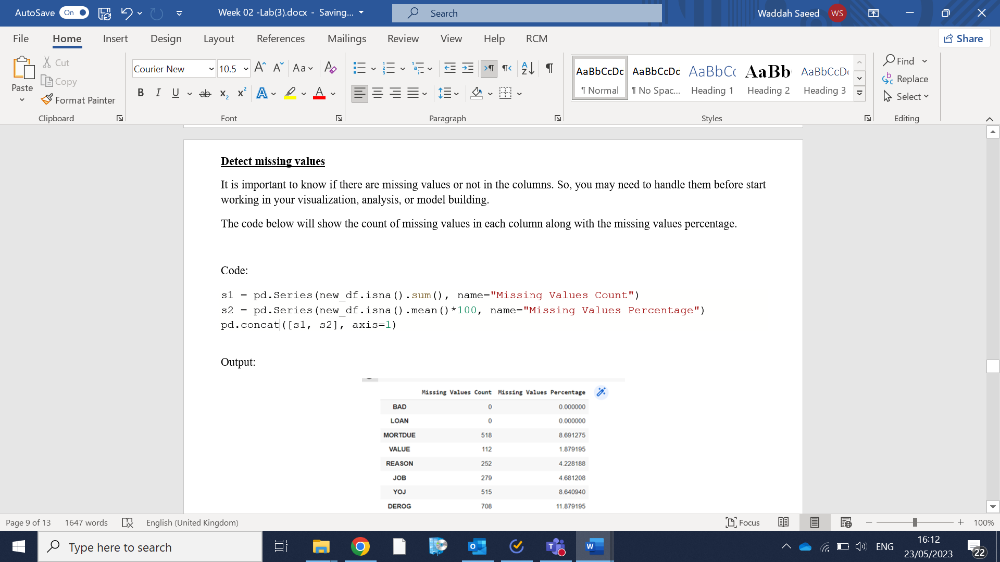 AutoSave On Week 02 -Lab(3).docx - Saving... Search Waddah Saeed WS
File Home Insert Design Layout References Mailings Review View Help RCM Share
Paste
Cut
Copy
Format Painter
Clipboard
Courier New 10.5
Font
Paragraph
AaBbCcDc AaBbCcDc AaBbCc AaBb AaBbCcD
¶ Normal ¶ No Spac... Heading 1 Heading 2 Heading 3
Styles
Find
Replace
Select
Editing
Detect missing values
It is important to know if there are missing values or not in the columns. So, you may need to handle them before start
working in your visualization, analysis, or model building.
The code below will show the count of missing values in each column along with the missing values percentage.
Code:
s1 = pd.Series(new_df.isna().sum(), name="Missing Values Count")
s2 = pd.Series(new_df.isna().mean()*100, name="Missing Values Percentage")
pd.concat([s1, s2], axis=1)
Output:
Missing Values Count Missing Values Percentage
BAD 0 0.000000
LOAN 0 0.000000
MORTDUE 518 8.691275
VALUE 112 1.879195
REASON 252 4.228188
JOB 279 4.681208
YOJ 515 8.640940
DEROG 708 11.879195
Page 9 of 13 1647 words English (United Kingdom) Focus 100%
Type here to search ENG 16:12
23/05/2023 22